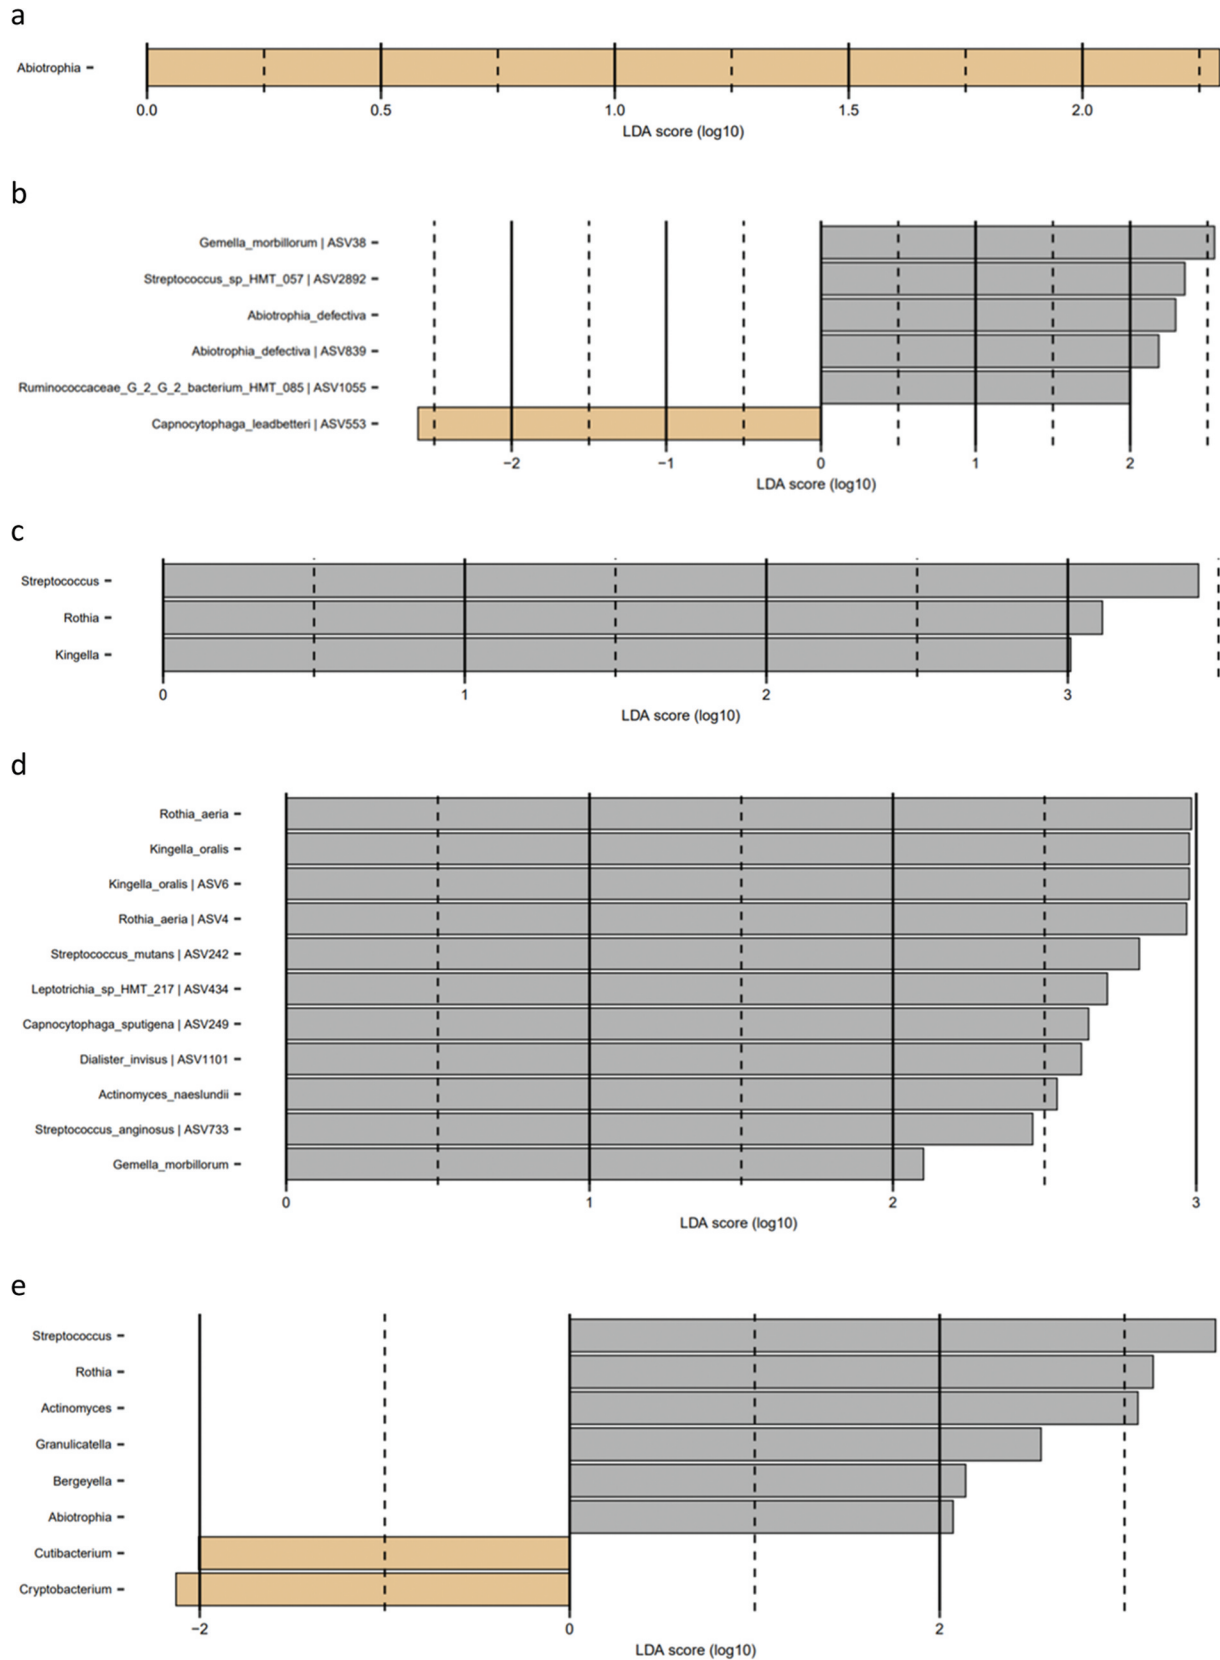 a
Abiotrophia
0.0 0.5 1.0 1.5 2.0
LDA score (log10)
b
Gemella_morbillorum | ASV38
Streptococcus_sp_HMT_057 | ASV2892
Abiotrophia_defectiva
Abiotrophia_defectiva | ASV839
Ruminococcaceae_G_2_G_2_bacterium_HMT_085 | ASV1055
Capnocytophaga_leadbetteri | ASV553
−2 −1 0 1 2
LDA score (log10)
c
Streptococcus
Rothia
Kingella
0 1 2 3
LDA score (log10)
d
Rothia_aeria
Kingella_oralis
Kingella_oralis | ASV6
Rothia_aeria | ASV4
Streptococcus_mutans | ASV242
Leptotrichia_sp_HMT_217 | ASV434
Capnocytophaga_sputigena | ASV249
Dialister_invisus | ASV1101
Actinomyces_naeslundii
Streptococcus_anginosus | ASV733
Gemella_morbillorum
0 1 2 3
LDA score (log10)
e
Streptococcus
Rothia
Actinomyces
Granulicatella
Bergeyella
Abiotrophia
Cutibacterium
Cryptobacterium
−2 0 2
LDA score (log10)